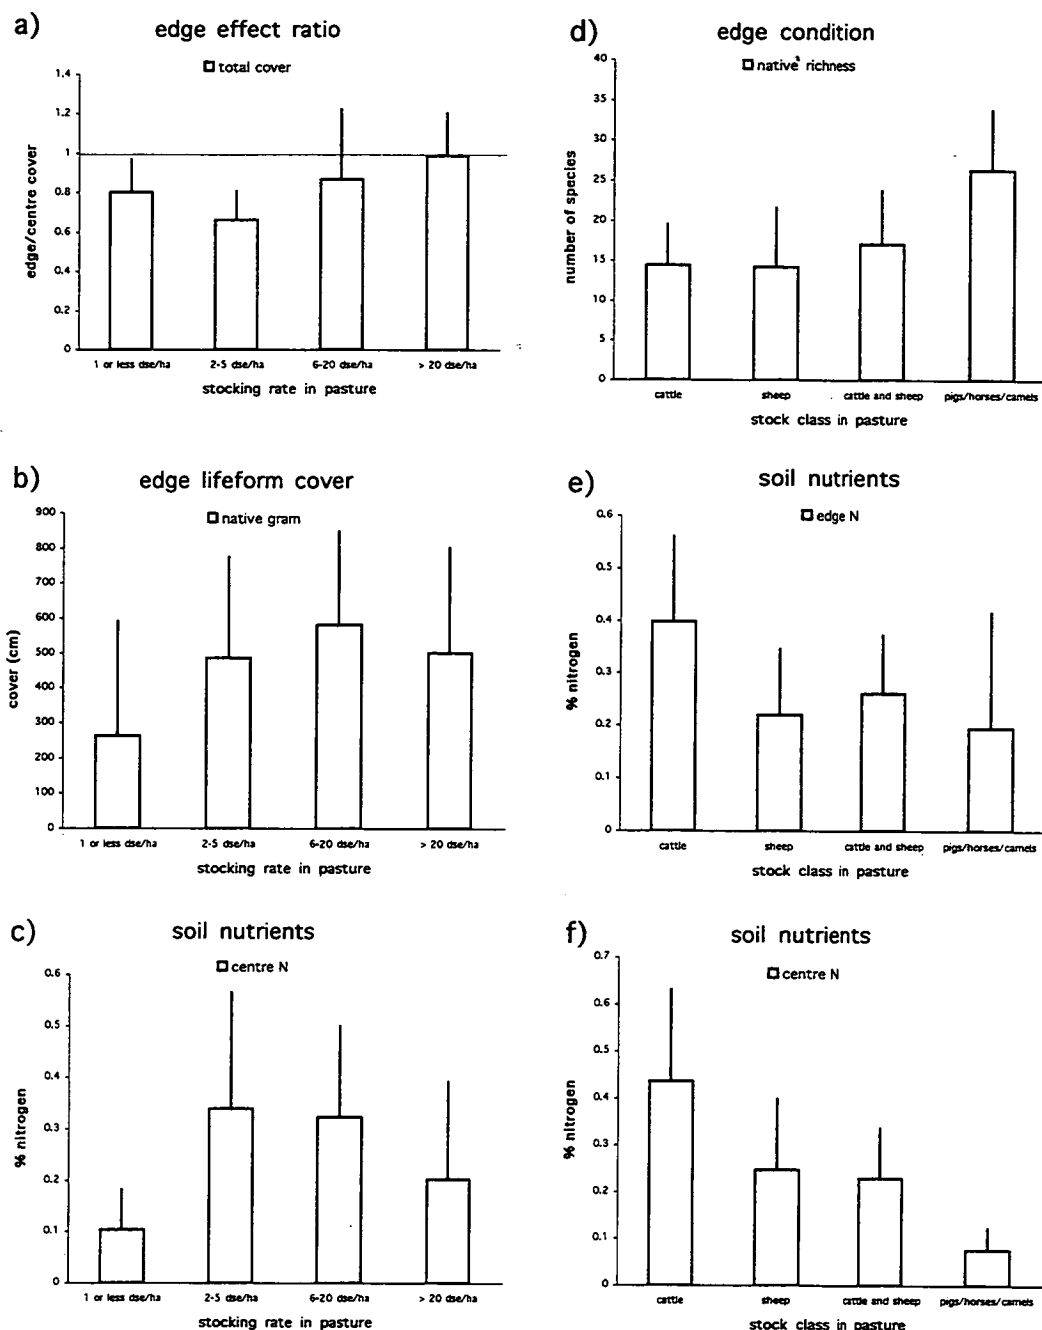 a)
edge effect ratio
total cover
1.4
1.2
1
0.8
0.6
0.4
0.2
0
edge/centre cover
1 or less dse/ha 2-5 dse/ha 6-20 dse/ha > 20 dse/ha
stocking rate in pasture
b)
edge lifeform cover
native gram
900
800
700
600
500
400
300
200
100
0
cover (cm)
1 or less dse/ha 2-5 dse/ha 6-20 dse/ha > 20 dse/ha
stocking rate in pasture
c)
soil nutrients
centre N
0.6
0.5
0.4
0.3
0.2
0.1
0
% nitrogen
1 or less dse/ha 2-5 dse/ha 6-20 dse/ha > 20 dse/ha
stocking rate in pasture
d)
edge condition
native richness
40
35
30
25
20
15
10
5
0
number of species
cattle sheep cattle and sheep pigs/horses/camels
stock class in pasture
e)
soil nutrients
edge N
0.6
0.5
0.4
0.3
0.2
0.1
0
% nitrogen
cattle sheep cattle and sheep pigs/horses/camels
stock class in pasture
f)
soil nutrients
centre N
0.7
0.6
0.5
0.4
0.3
0.2
0.1
0
% nitrogen
cattle sheep cattle and sheep pigs/horses/camels
stock class in pasture